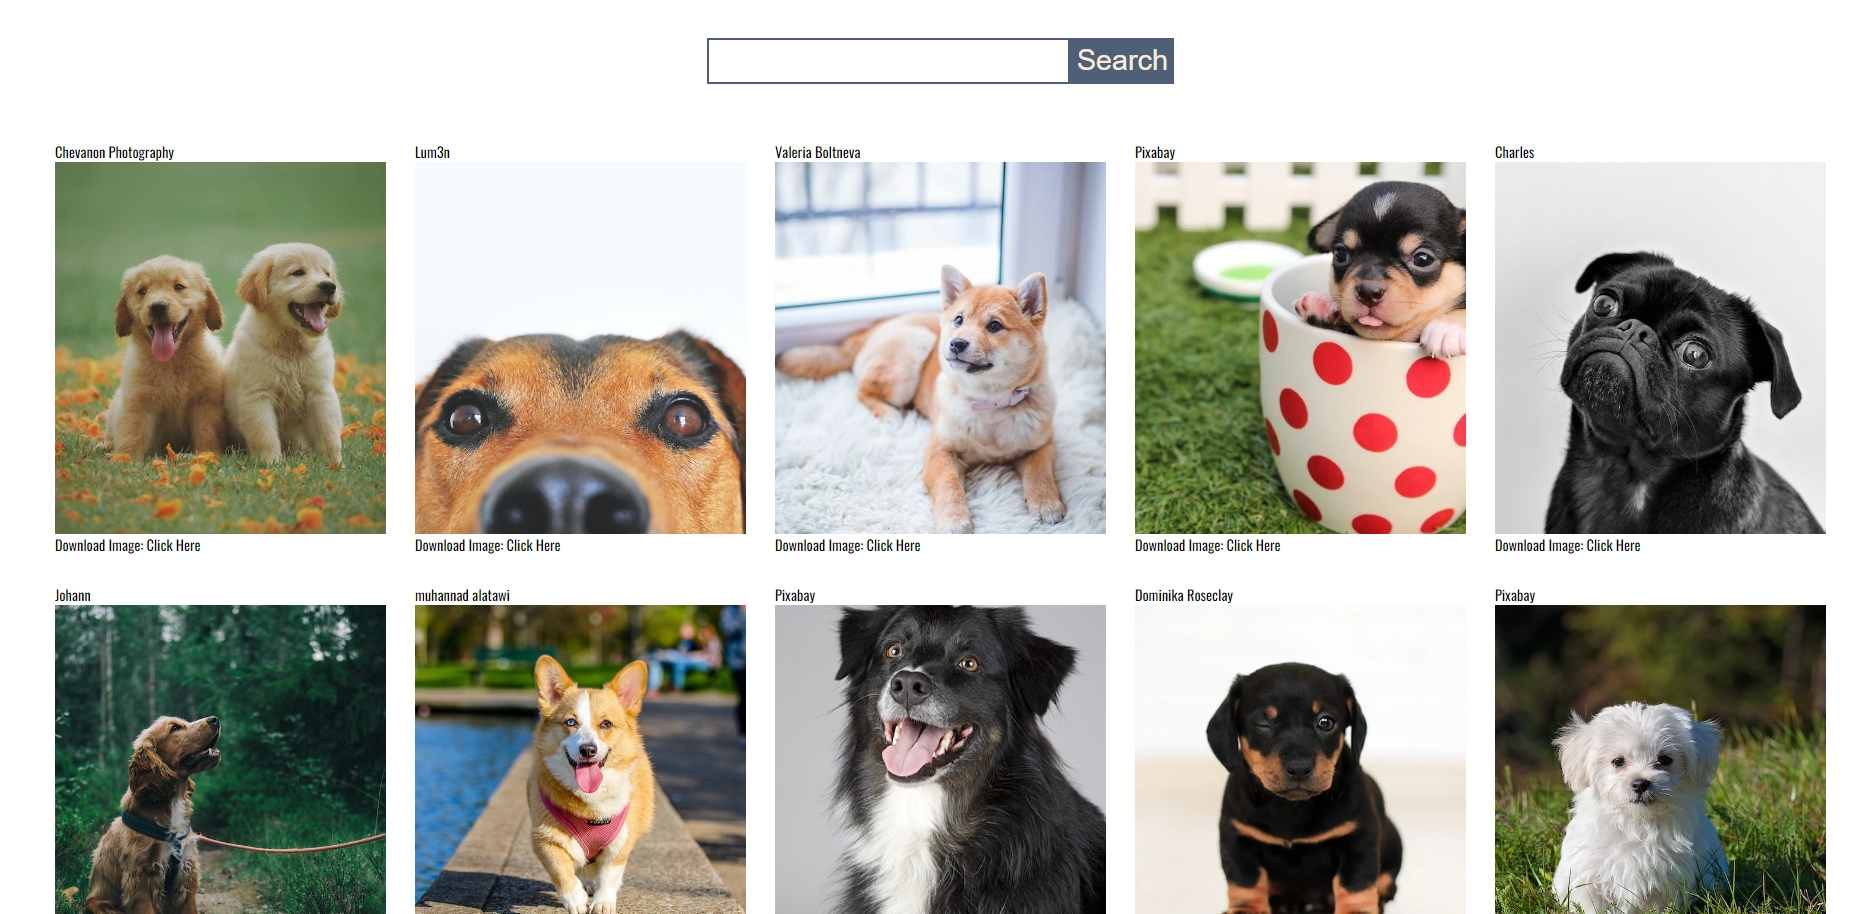 Search
Chevanon Photography
Lum3n
Valeria Boltneva
Pixabay
Charles
Download Image: Click Here
Download Image: Click Here
Download Image: Click Here
Download Image: Click Here
Download Image: Click Here
Johann
muhannad alatawi
Pixabay
Dominika Roseclay
Pixabay